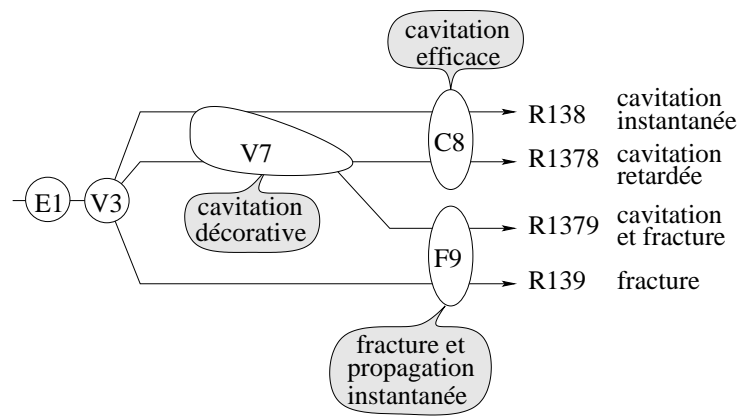 cavitation
efficace
R138
cavitation
instantanée
C8
V7
R1378
cavitation
retardée
E1
V3
cavitation
décorative
R1379
cavitation
et fracture
F9
R139
fracture
fracture et
propagation
instantanée